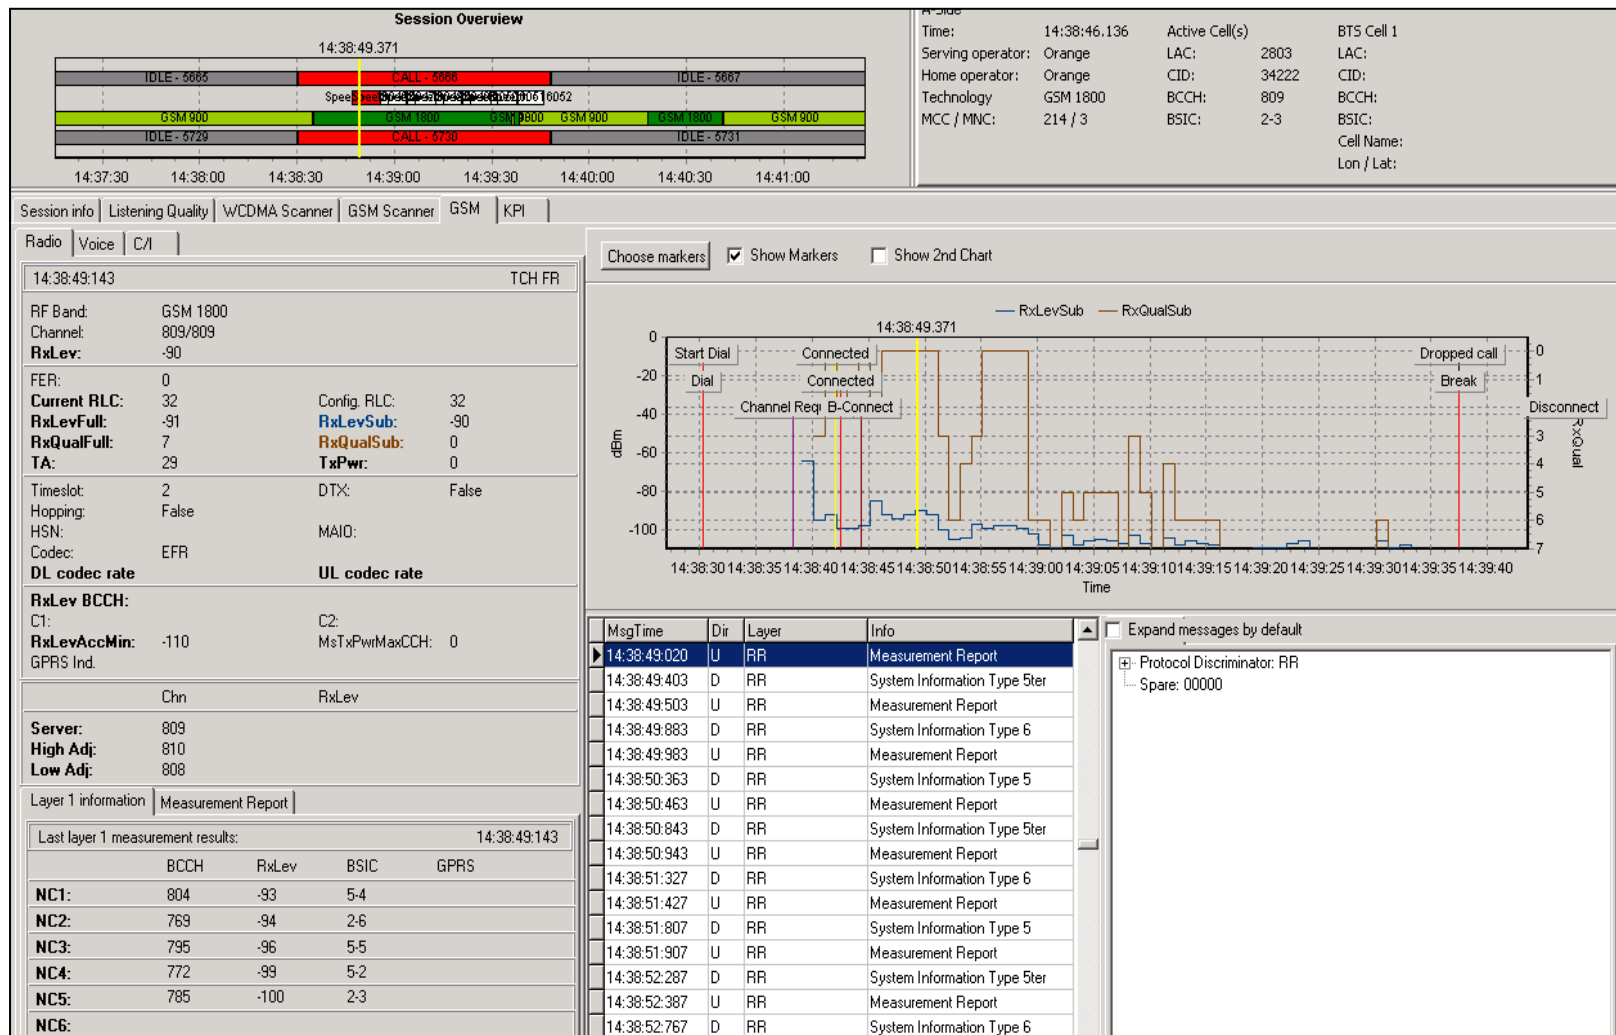 Session Overview
14:38:49.371
IDLE - 5665 CALL - 5666 IDLE - 5667
16052
GSM 900 GSM 1800 GSM 900 GSM 1800 GSM 900
IDLE - 5729 CALL - 5730 IDLE - 5731
14:37:30 14:38:00 14:38:30 14:39:00 14:39:30 14:40:00 14:40:30 14:41:00
A-Side
Time: 14:38:46.136 Active Cell(s) BTS Cell 1
Serving operator: Orange LAC: 2803 LAC:
Home operator: Orange CID: 34222 CID:
Technology GSM 1800 BCCH: 809 BCCH:
MCC / MNC: 214 / 3 BSIC: 2-3 BSIC:
Cell Name:
Lon / Lat:
Session info Listening Quality WCDMA Scanner GSM Scanner GSM KPI
Radio Voice C/I
14:38:49:143 TCH FR
RF Band: GSM 1800
Channel: 809/809
RxLev: -90
FER: 0
Current RLC: 32 Config. RLC: 32
RxLevFull: -91 RxLevSub: -90
RxQualFull: 7 RxQualSub: 0
TA: 29 TxPwr: 0
Timeslot: 2 DTX: False
Hopping: False
HSN: MAIO:
Codec: EFR
DL codec rate UL codec rate
RxLev BCCH:
C1: C2:
RxLevAccMin: -110 MsTxPwrMaxCCH: 0
GPRS Ind.
Chn RxLev
Server: 809
High Adj: 810
Low Adj: 808
Layer 1 information Measurement Report
Last layer 1 measurement results: 14:38:49:143
BCCH RxLev BSIC GPRS
NC1: 804 -93 5-4
NC2: 769 -94 2-6
NC3: 795 -96 5-5
NC4: 772 -99 5-2
NC5: 785 -100 2-3
NC6:
Choose markers Show Markers Show 2nd Chart
RxLevSub RxQualSub
14:38:49.371
0
-20
-40
-60
-80
-100
dBm
Start Dial Connected Dropped call
Dial Connected Break
Channel Req B-Connect Disconnect
0
1
3
4
5
6
7
RxQual
14:38:30 14:38:35 14:38:40 14:38:45 14:38:50 14:38:55 14:39:00 14:39:05 14:39:10 14:39:15 14:39:20 14:39:25 14:39:30 14:39:35 14:39:40
Time
MsgTime Dir Layer Info
14:38:49:020 U RR Measurement Report
14:38:49:403 D RR System Information Type 5ter
14:38:49:503 U RR Measurement Report
14:38:49:883 D RR System Information Type 6
14:38:49:983 U RR Measurement Report
14:38:50:363 D RR System Information Type 5
14:38:50:463 U RR Measurement Report
14:38:50:843 D RR System Information Type 5ter
14:38:50:943 U RR Measurement Report
14:38:51:327 D RR System Information Type 6
14:38:51:427 U RR Measurement Report
14:38:51:807 D RR System Information Type 5
14:38:51:907 U RR Measurement Report
14:38:52:287 D RR System Information Type 5ter
14:38:52:387 U RR Measurement Report
14:38:52:767 D RR System Information Type 6
Expand messages by default
Protocol Discriminator: RR
Spare: 00000